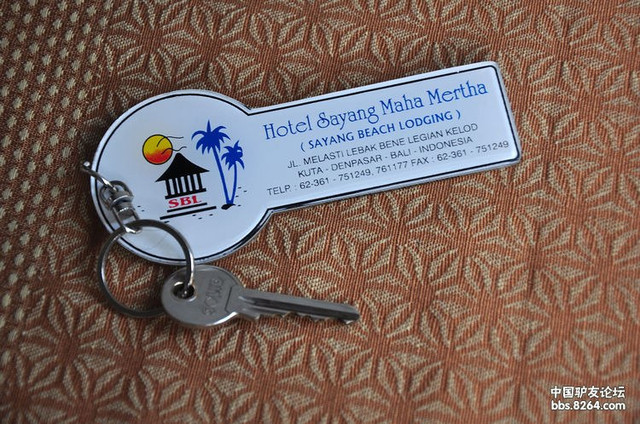 Hotel Sayang Maha Mertha
( SAYANG BEACH LODGING )
JL. MELASTI LEBAK BENE LEGIAN KELOD
KUTA - DENPASAR - BALI - INDONESIA
TELP : 62-361 - 751249, 761177 FAX : 62-361 - 751249
SBL
中国驴友论坛
bbs.8264.com